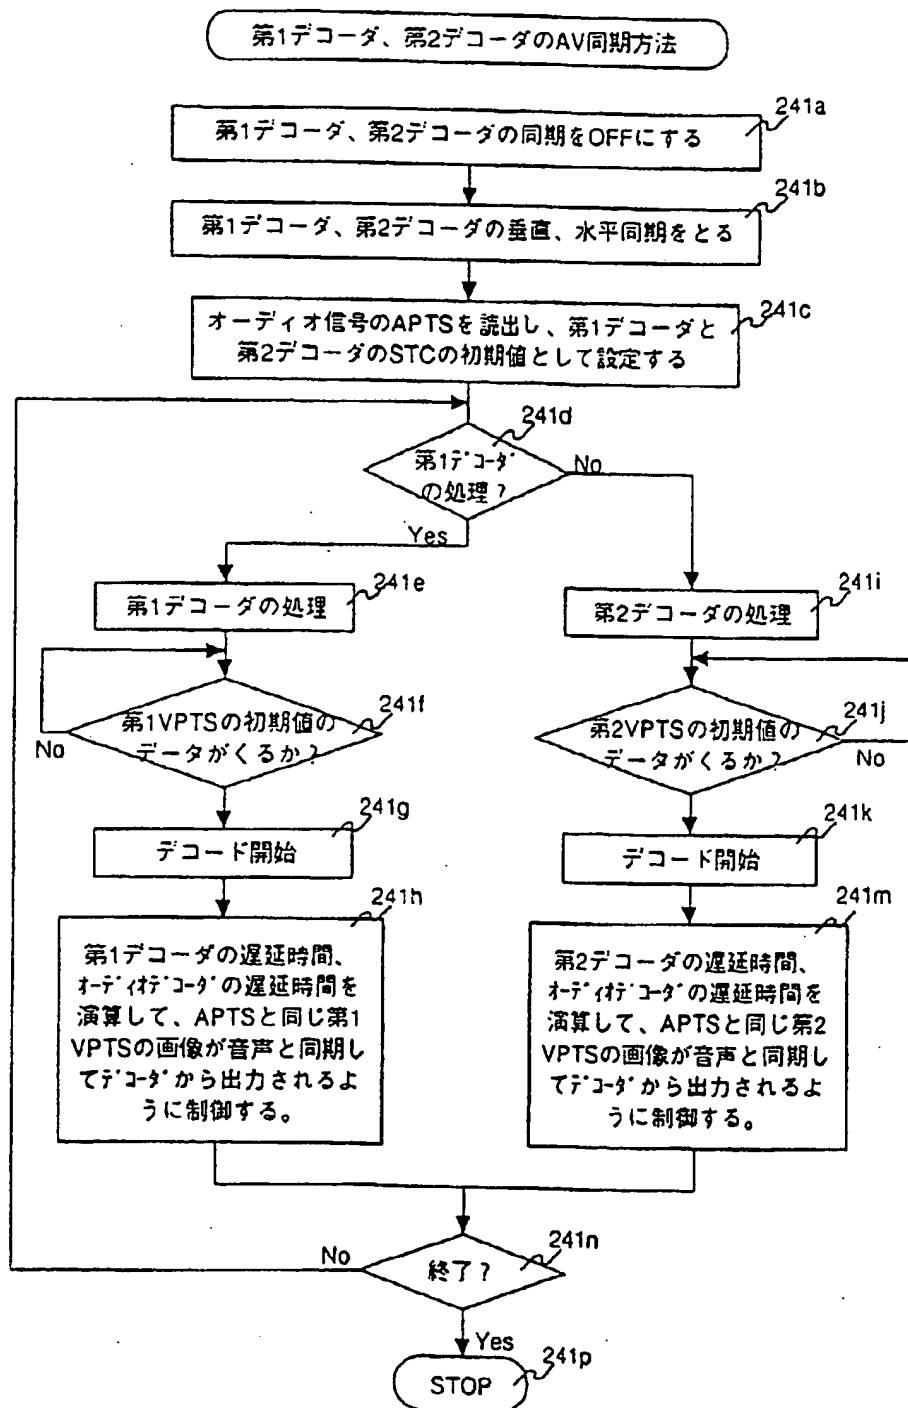 第1デコーダ、第2デコーダのAV同期方法
241a
第1デコーダ、第2デコーダの同期をOFFにする
241b
第1デコーダ、第2デコーダの垂直、水平同期をとる
241c
オーディオ信号のAPTSを読出し、第1デコーダと
第2デコーダのSTCの初期値として設定する
241d
第1ﾃﾞｺｰﾀﾞ
の処理？
No
Yes
241e
第1デコーダの処理
241i
第2デコーダの処理
241f
第1VPTSの初期値の
データがくるか？
No
241j
第2VPTSの初期値の
データがくるか？
No
241g
デコード開始
241k
デコード開始
241h
第1デコーダの遅延時間、
ｵｰﾃﾞｨｵﾃﾞｺｰﾀﾞの遅延時間を
演算して、APTSと同じ第1
VPTSの画像が音声と同期し
てﾃﾞｺｰﾀﾞから出力されるよ
うに制御する。
241m
第2デコーダの遅延時間、
ｵｰﾃﾞｨｵﾃﾞｺｰﾀﾞの遅延時間を
演算して、APTSと同じ第2
VPTSの画像が音声と同期し
てﾃﾞｺｰﾀﾞから出力されるよ
うに制御する。
241n
終了？
No
Yes
241p
STOP